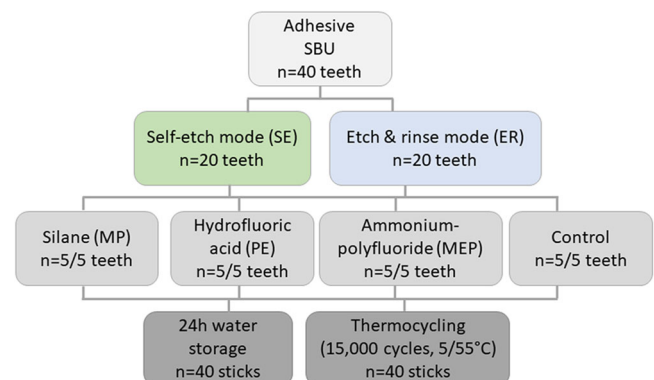 Adhesive
SBU
n=40 teeth
Self-etch mode (SE)
n=20 teeth
Etch & rinse mode (ER)
n=20 teeth
Silane (MP)
n=5/5 teeth
Hydrofluoric
acid (PE)
n=5/5 teeth
Ammonium-
polyfluoride (MEP)
n=5/5 teeth
Control
n=5/5 teeth
24h water
storage
n=40 sticks
Thermocycling
(15,000 cycles, 5/55°C)
n=40 sticks